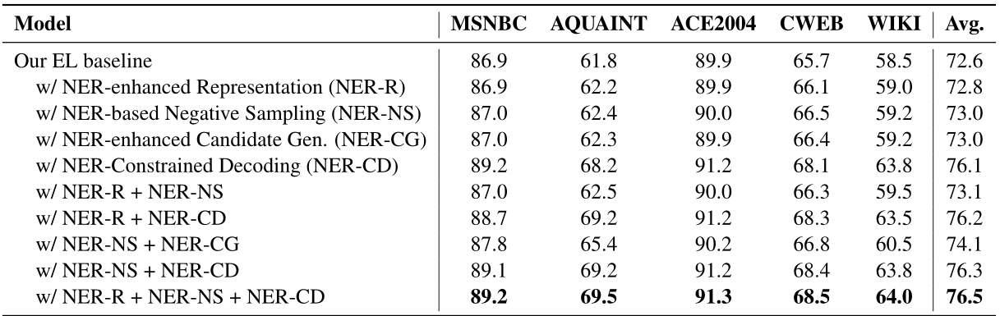 Model MSNBC AQUAINT ACE2004 CWEB WIKI Avg.
Our EL baseline 86.9 61.8 89.9 65.7 58.5 72.6
w/ NER-enhanced Representation (NER-R) 86.9 62.2 89.9 66.1 59.0 72.8
w/ NER-based Negative Sampling (NER-NS) 87.0 62.4 90.0 66.5 59.2 73.0
w/ NER-enhanced Candidate Gen. (NER-CG) 87.0 62.3 89.9 66.4 59.2 73.0
w/ NER-Constrained Decoding (NER-CD) 89.2 68.2 91.2 68.1 63.8 76.1
w/ NER-R + NER-NS 87.0 62.5 90.0 66.3 59.5 73.1
w/ NER-R + NER-CD 88.7 69.2 91.2 68.3 63.5 76.2
w/ NER-NS + NER-CG 87.8 65.4 90.2 66.8 60.5 74.1
w/ NER-NS + NER-CD 89.1 69.2 91.2 68.4 63.8 76.3
w/ NER-R + NER-NS + NER-CD 89.2 69.5 91.3 68.5 64.0 76.5